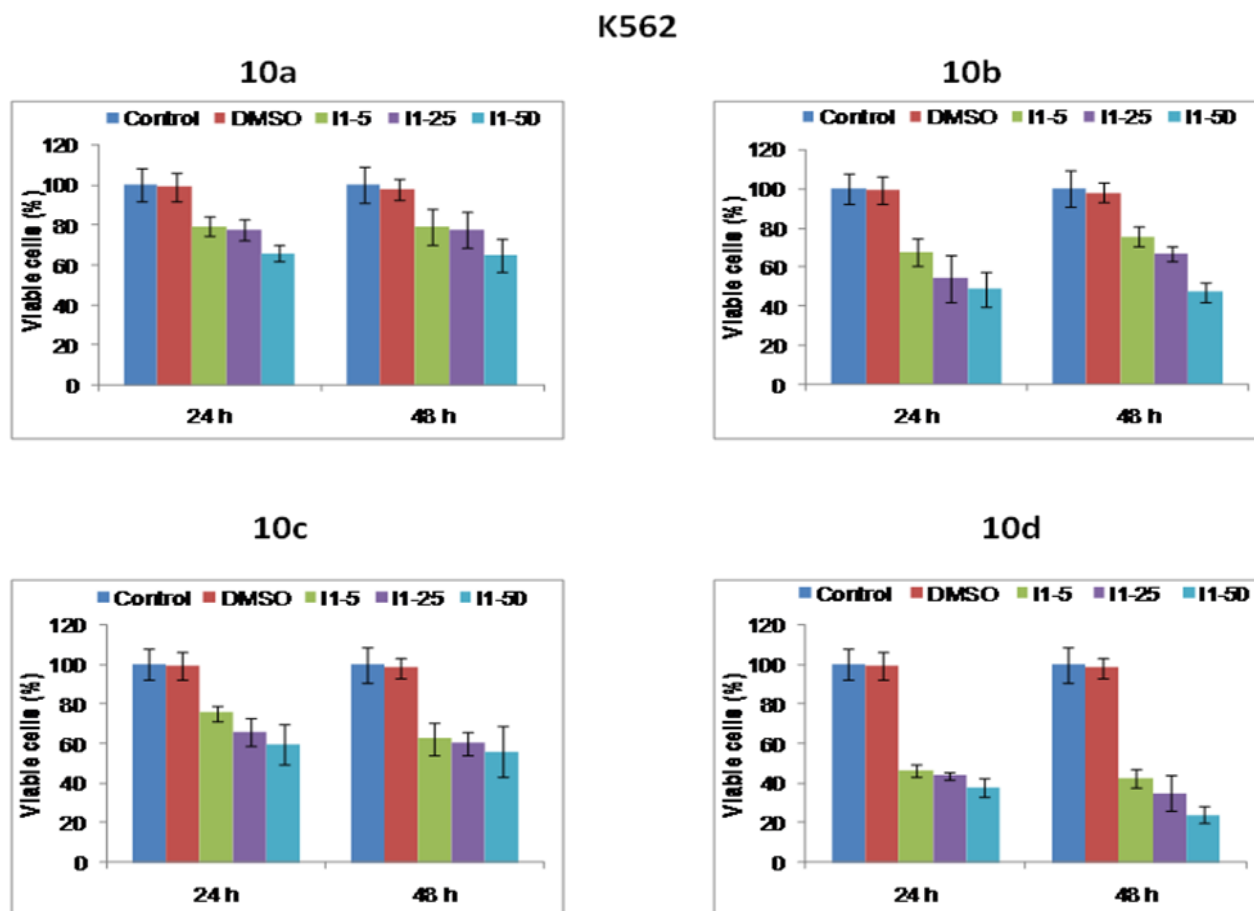 K562
10a
Control DMSO I1-5 I1-25 I1-50
120
100
80
60
40
20
0
Viable cells (%)
24 h 48 h
10b
Control DMSO I1-5 I1-25 I1-50
120
100
80
60
40
20
0
Viable cells (%)
24 h 48 h
10c
Control DMSO I1-5 I1-25 I1-50
120
100
80
60
40
20
0
Viable cells (%)
24 h 48 h
10d
Control DMSO I1-5 I1-25 I1-50
120
100
80
60
40
20
0
Viable cells (%)
24 h 48 h